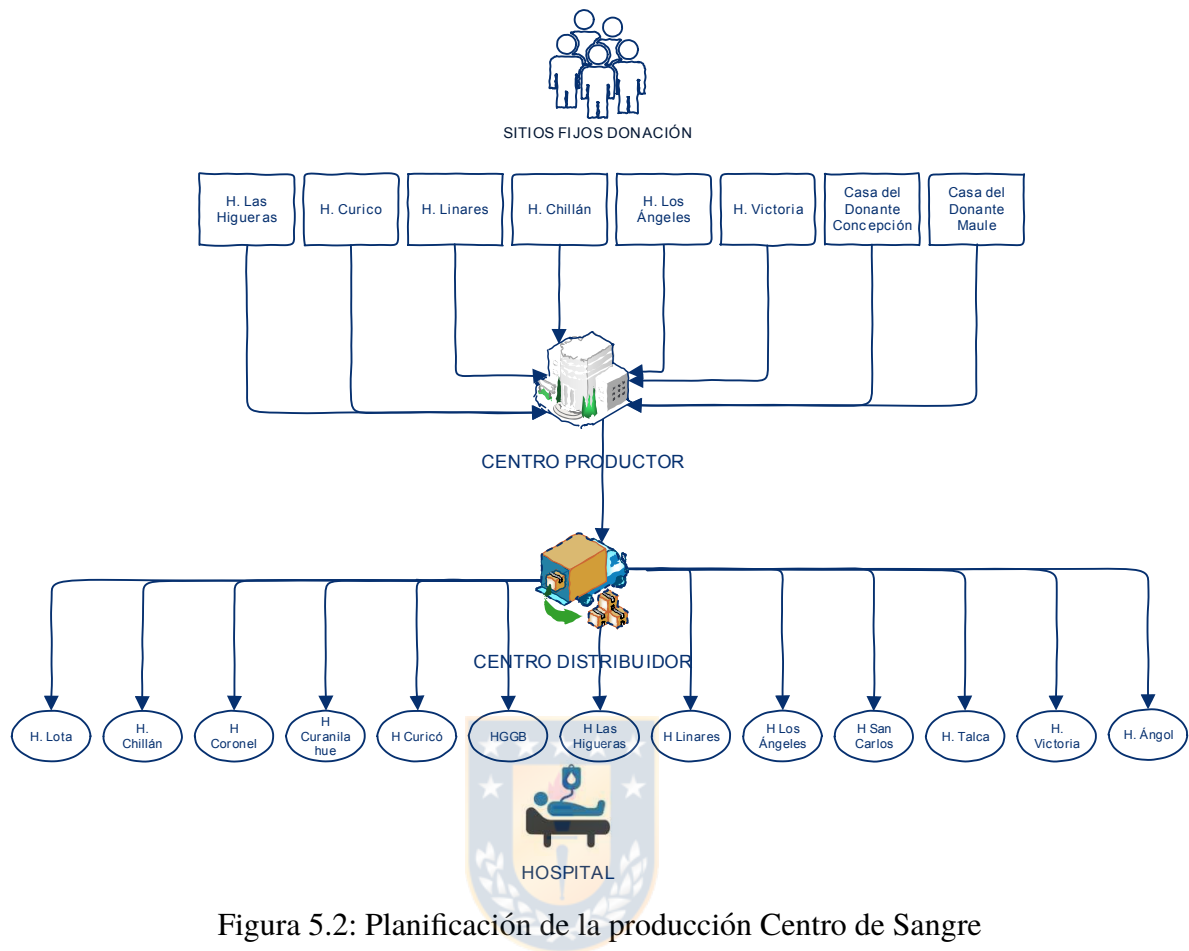 SITIOS FIJOS DONACIÓN
H. Las
Higueras
H. Curico
H. Linares
H. Chillán
H. Los
Ángeles
H. Victoria
Casa del
Donante
Concepción
Casa del
Donante
Maule
CENTRO PRODUCTOR
CENTRO DISTRIBUIDOR
H. Lota
H.
Chillán
H
Coronel
H
Curanila
hue
H Curicó
HGGB
H Las
Higueras
H Linares
H Los
Ángeles
H San
Carlos
H. Talca
H.
Victoria
H. Ángol
HOSPITAL
Figura 5.2: Planificación de la producción Centro de Sangre